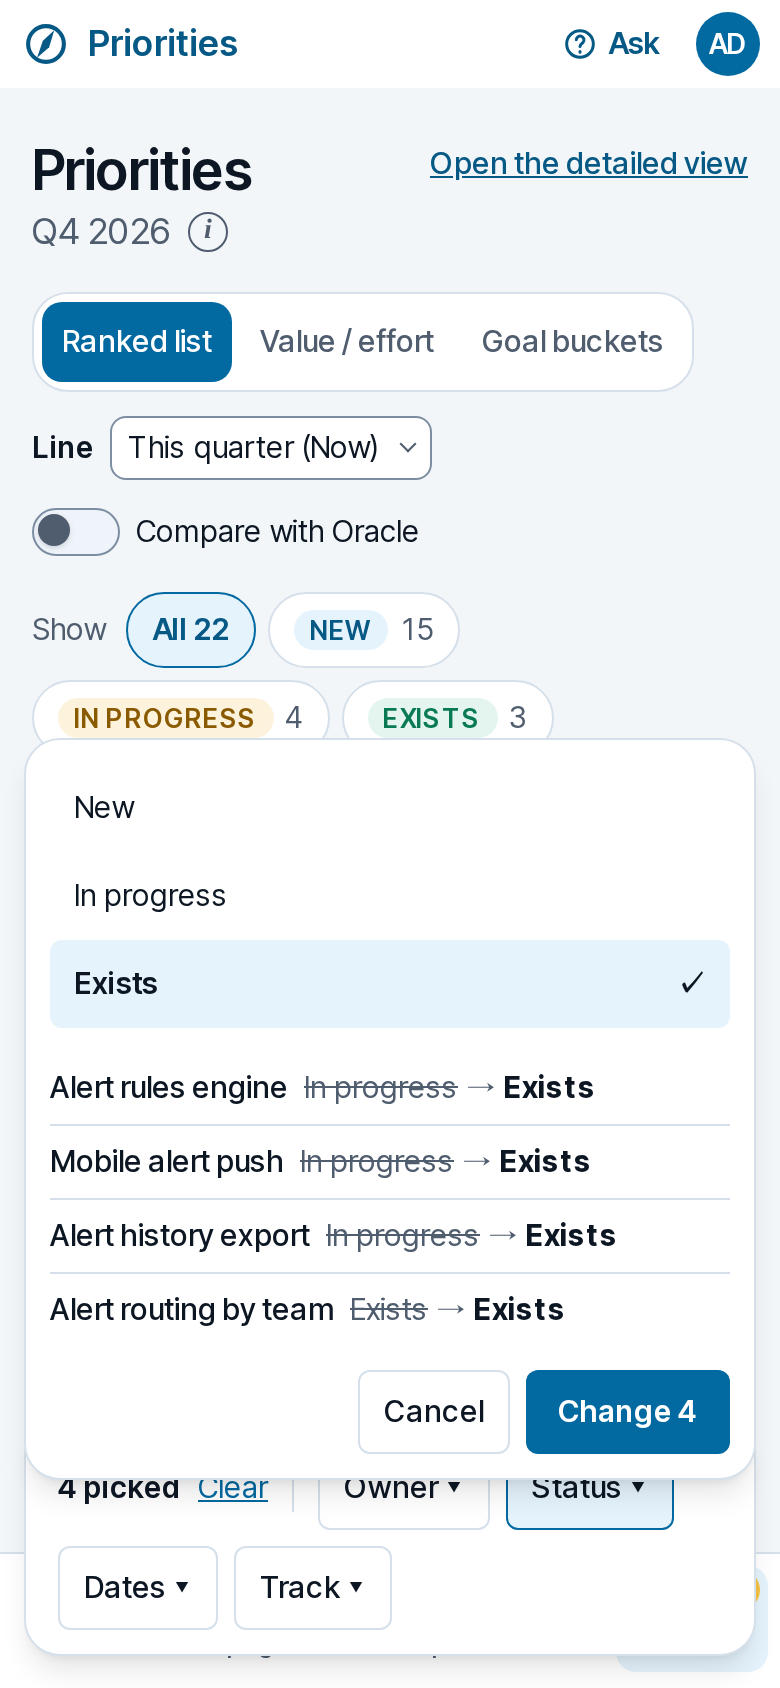 Priorities
Ask
AD
Priorities
Open the detailed view
Q4 2026 i
Ranked list
Value / effort
Goal buckets
Line
This quarter (Now)
Compare with Oracle
Show
All 22
NEW 15
IN PROGRESS 4
EXISTS 3
New
In progress
Exists ✓
Alert rules engine In progress → Exists
Mobile alert push In progress → Exists
Alert history export In progress → Exists
Alert routing by team Exists → Exists
Cancel
Change 4
4 picked Clear
Owner ▾
Status ▾
Dates ▾
Track ▾